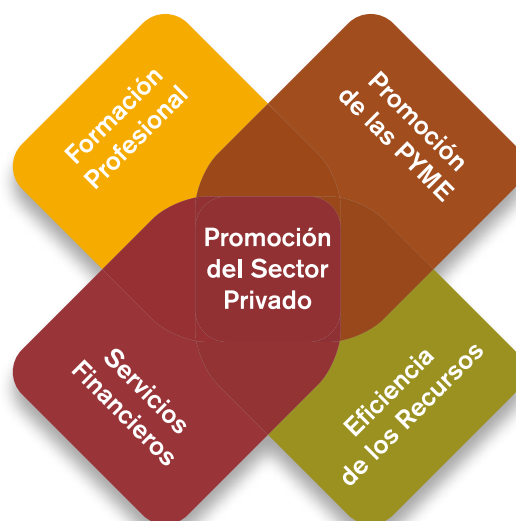 Formación
Profesional
Promoción
de las PYME
Promoción
del Sector
Privado
Servicios
Financieros
Eficiencia
de los Recursos